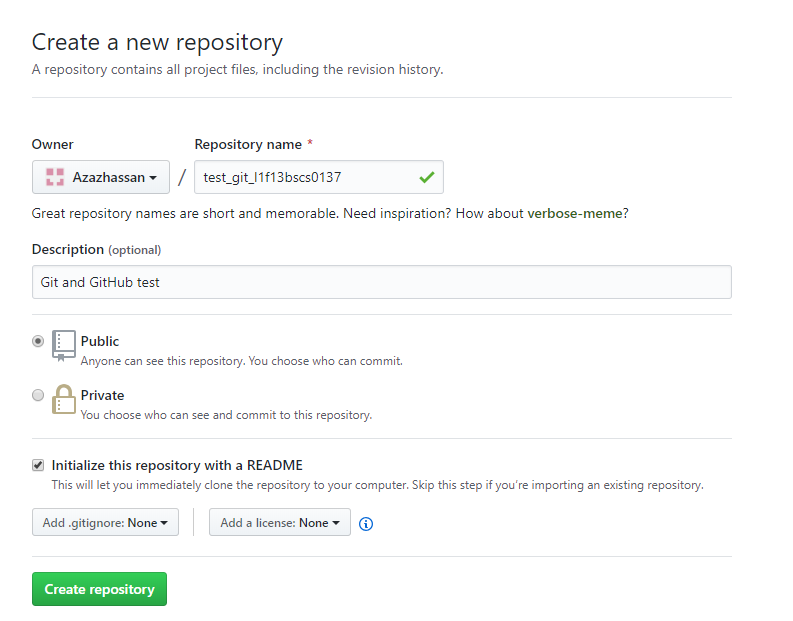 Create a new repository
A repository contains all project files, including the revision history.
Owner Repository name *
Azazhassan / test_git_l1f13bscs0137
Great repository names are short and memorable. Need inspiration? How about verbose-meme?
Description (optional)
Git and GitHub test
Public
Anyone can see this repository. You choose who can commit.
Private
You choose who can see and commit to this repository.
Initialize this repository with a README
This will let you immediately clone the repository to your computer. Skip this step if you're importing an existing repository.
Add .gitignore: None Add a license: None
Create repository